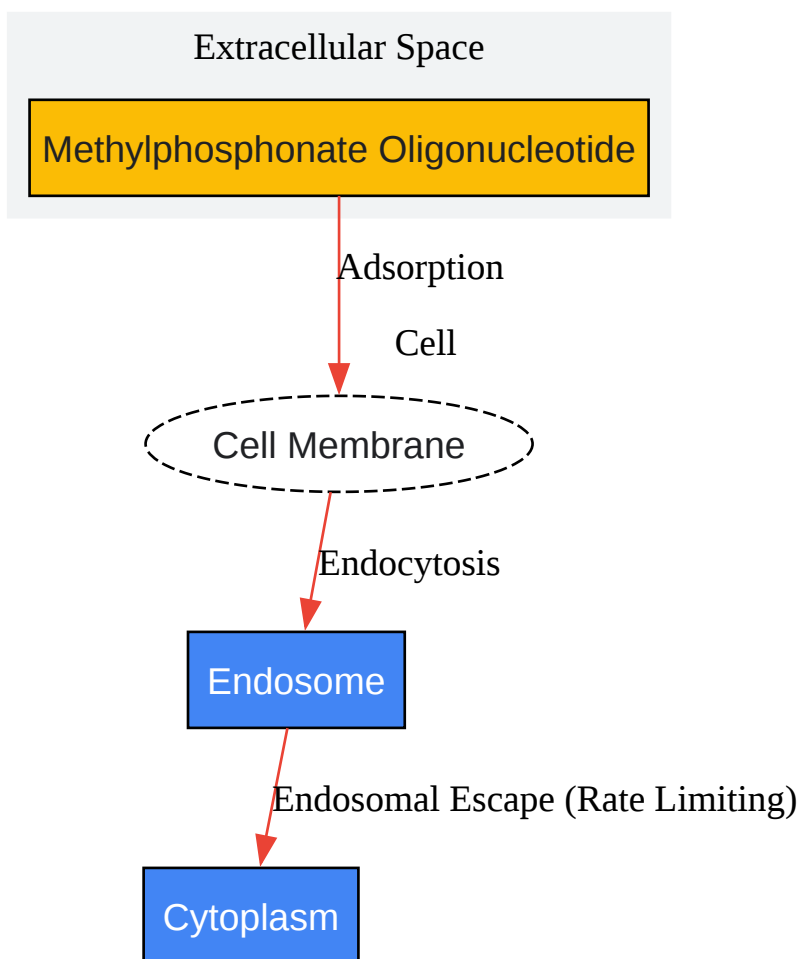 Extracellular Space
Methylphosphonate Oligonucleotide
Adsorption
Cell
Cell Membrane
Endocytosis
Endosome
Endosomal Escape (Rate Limiting)
Cytoplasm